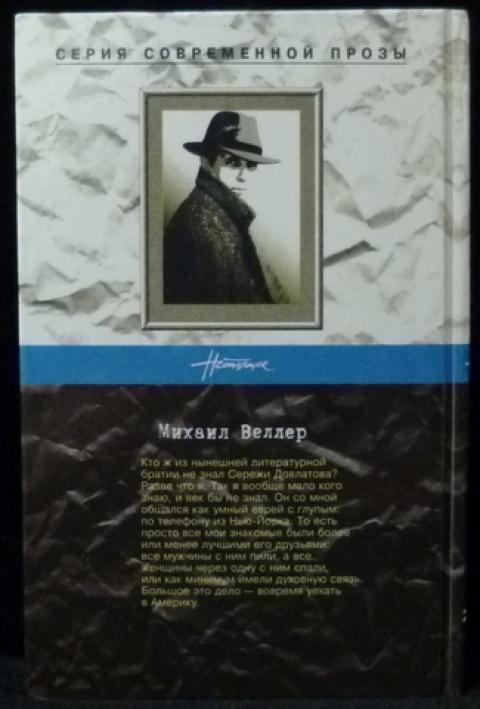 СЕРИЯ СОВРЕМЕННОЙ ПРОЗЫ
Михаил Веллер
Кто ж из нынешней литературной
братии не знал Сережи Довлатова?
Разве что я. Так я вообще мало кого
знаю, и век бы не знал. Он со мной
общался как умный еврей с глупым:
по телефону из Нью-Йорка. То есть
просто все мои знакомые были более
или менее лучшими его друзьями:
все мужчины с ним пили, а все
женщины через одну с ним спали,
или как минимум имели духовную связь.
Большое это дело — вовремя уехать
в Америку.